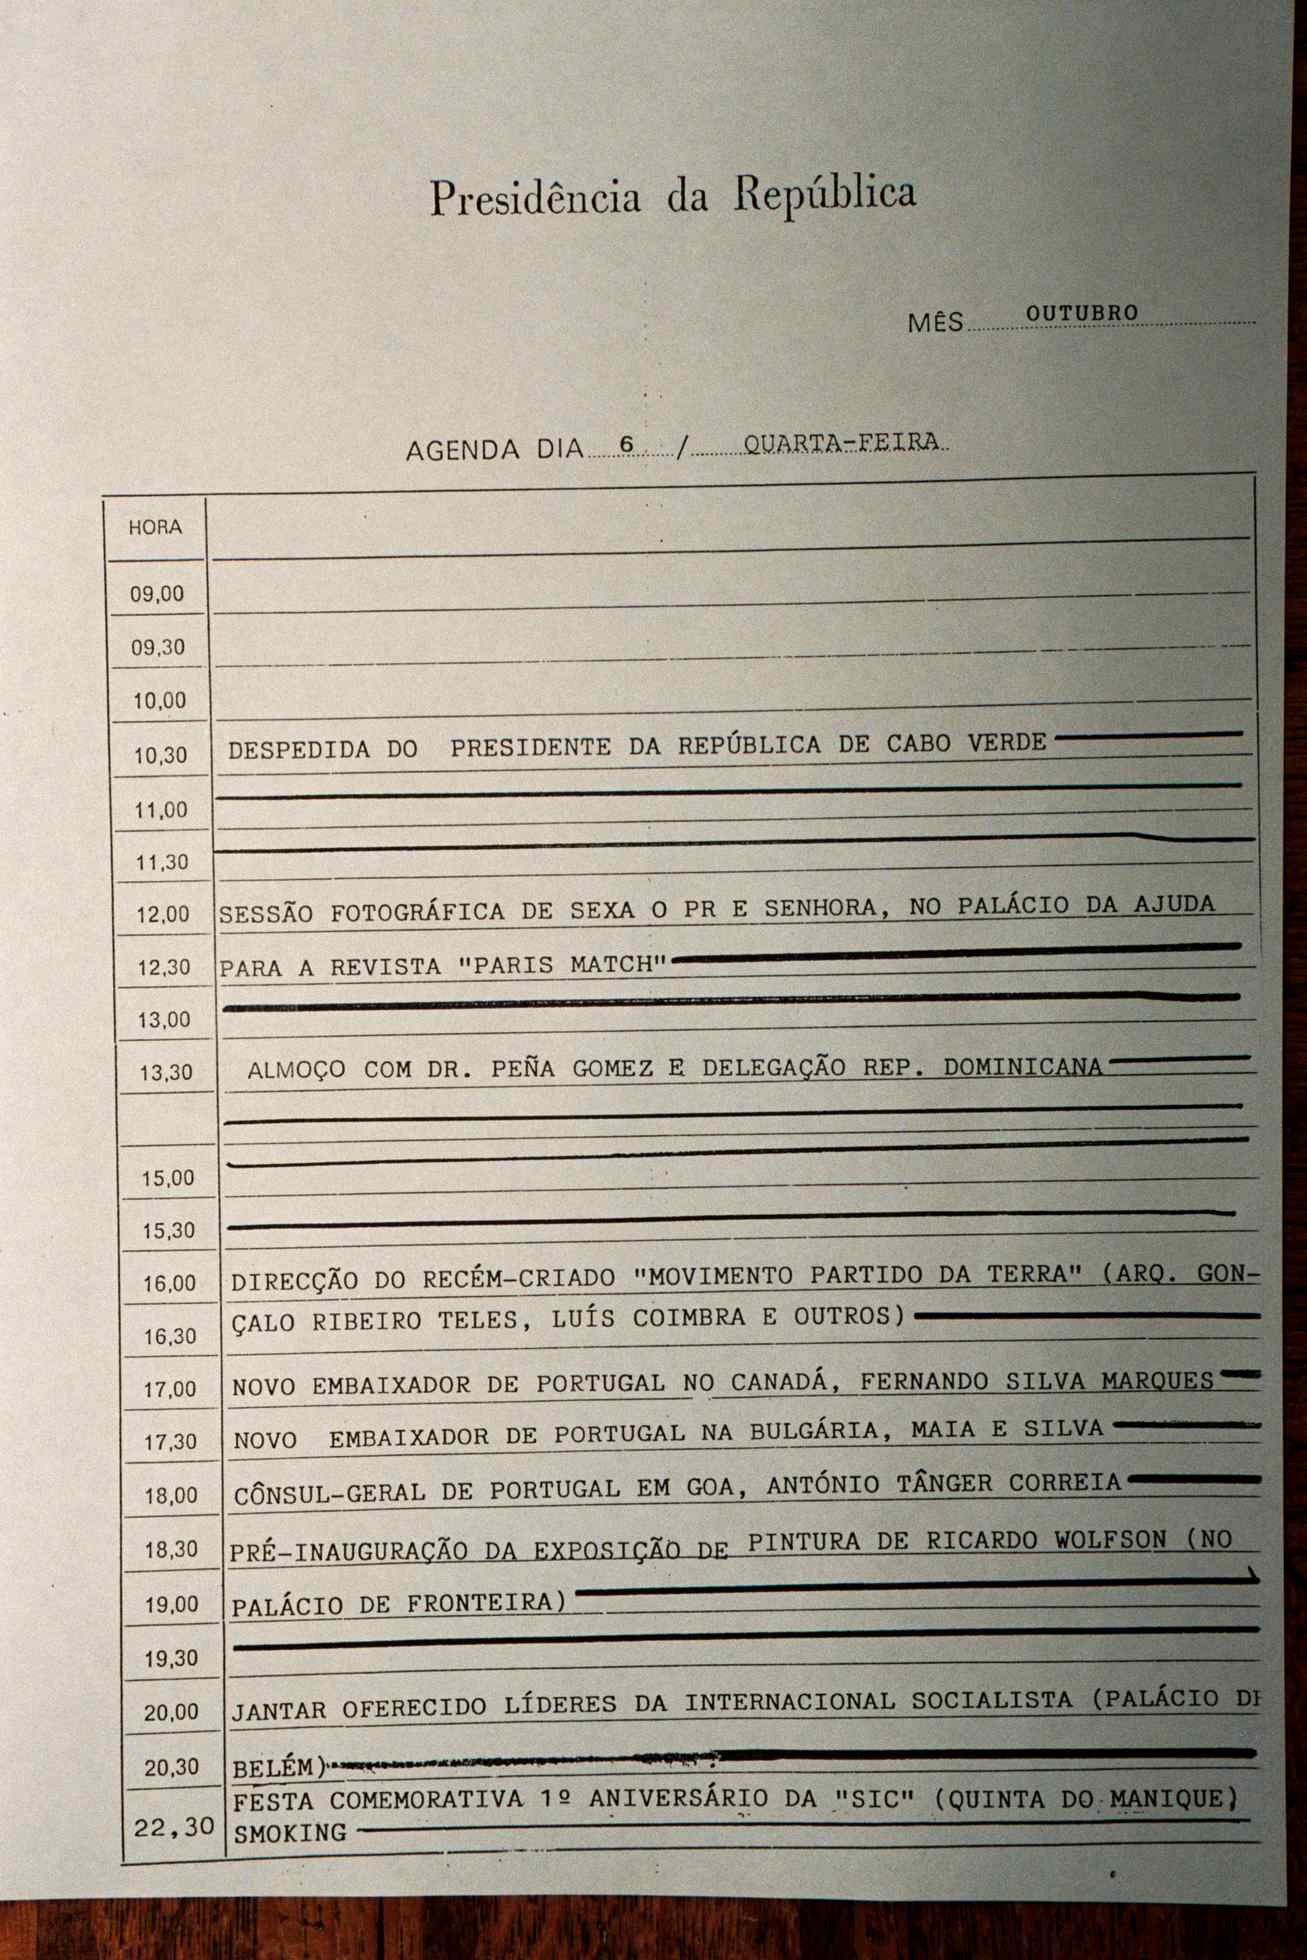 Presidência da República
MÊS OUTUBRO
AGENDA DIA 6 / QUARTA-FEIRA
HORA
09,00
09,30
10,00
10,30 DESPEDIDA DO PRESIDENTE DA REPÚBLICA DE CABO VERDE
11,00
11,30
12,00 SESSÃO FOTOGRÁFICA DE SEXA O PR E SENHORA, NO PALÁCIO DA AJUDA
12,30 PARA A REVISTA "PARIS MATCH"
13,00
13,30 ALMOÇO COM DR. PEÑA GOMEZ E DELEGAÇÃO REP. DOMINICANA
15,00
15,30
16,00 DIRECÇÃO DO RECÉM-CRIADO "MOVIMENTO PARTIDO DA TERRA" (ARQ. GON-
16,30 ÇALO RIBEIRO TELES, LUÍS COIMBRA E OUTROS)
17,00 NOVO EMBAIXADOR DE PORTUGAL NO CANADÁ, FERNANDO SILVA MARQUES
17,30 NOVO EMBAIXADOR DE PORTUGAL NA BULGÁRIA, MAIA E SILVA
18,00 CÔNSUL-GERAL DE PORTUGAL EM GOA, ANTÓNIO TÂNGER CORREIA
18,30 PRÉ-INAUGURAÇÃO DA EXPOSIÇÃO DE PINTURA DE RICARDO WOLFSON (NO
19,00 PALÁCIO DE FRONTEIRA)
19,30
20,00 JANTAR OFERECIDO LÍDERES DA INTERNACIONAL SOCIALISTA (PALÁCIO DE
20,30 BELÉM)
FESTA COMEMORATIVA 1º ANIVERSÁRIO DA "SIC" (QUINTA DO MANIQUE)
22,30 SMOKING